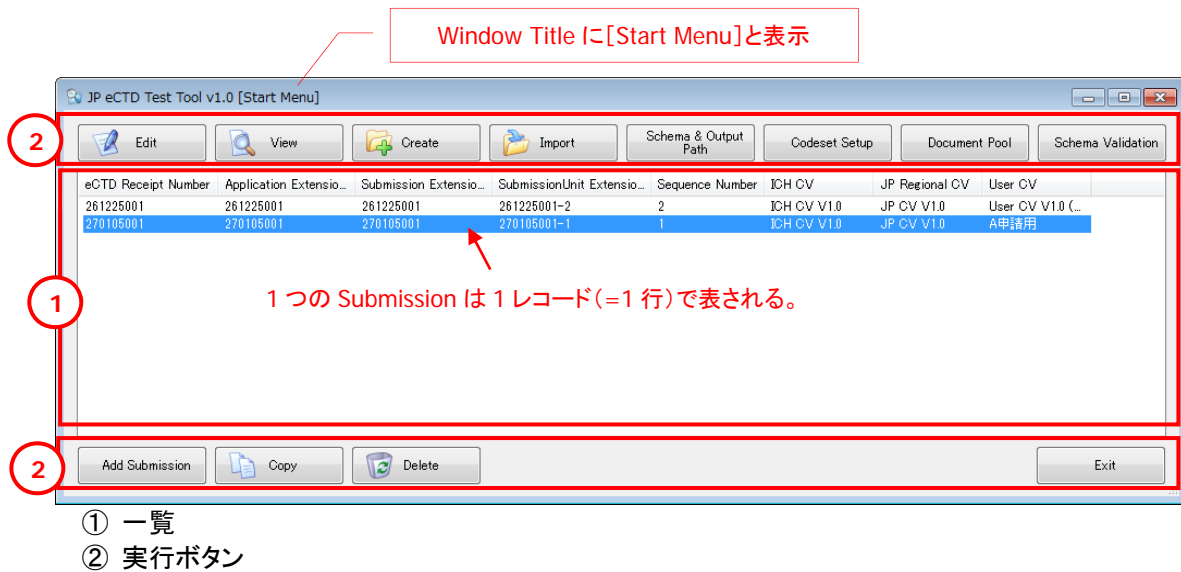 Window Title に[Start Menu]と表示
JP eCTD Test Tool v1.0 [Start Menu]
2
Edit
View
Create
Import
Schema & Output
Path
Codeset Setup
Document Pool
Schema Validation
eCTD Receipt Number Application Extensio... Submission Extensio... SubmissionUnit Extensio... Sequence Number ICH CV JP Regional CV User CV
261225001 261225001 261225001 261225001-2 2 ICH CV V1.0 JP CV V1.0 User CV V1.0 (...
270105001 270105001 270105001 270105001-1 1 ICH CV V1.0 JP CV V1.0 A申請用
1
1 つの Submission は 1 レコード(=1 行)で表される。
2
Add Submission
Copy
Delete
Exit
① 一覧
② 実行ボタン